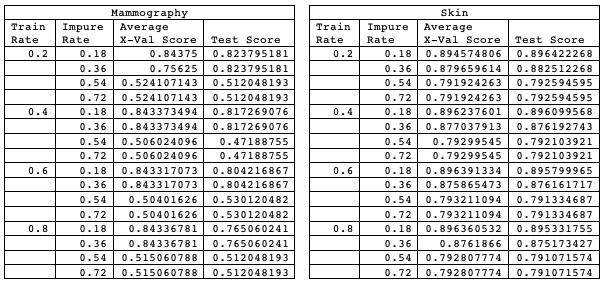 Mammography
Train Rate Impure Rate Average X-Val Score Test Score
0.2 0.18 0.84375 0.823795181
0.36 0.75625 0.823795181
0.54 0.524107143 0.512048193
0.72 0.524107143 0.512048193
0.4 0.18 0.843373494 0.817269076
0.36 0.843373494 0.817269076
0.54 0.506024096 0.47188755
0.72 0.506024096 0.47188755
0.6 0.18 0.843317073 0.804216867
0.36 0.843317073 0.804216867
0.54 0.50401626 0.530120482
0.72 0.50401626 0.530120482
0.8 0.18 0.84336781 0.765060241
0.36 0.84336781 0.765060241
0.54 0.515060788 0.512048193
0.72 0.515060788 0.512048193
Skin
Train Rate Impure Rate Average X-Val Score Test Score
0.2 0.18 0.894574806 0.896422268
0.36 0.879659614 0.882512268
0.54 0.791924263 0.792594595
0.72 0.791924263 0.792594595
0.4 0.18 0.896237601 0.896099568
0.36 0.877037913 0.876192743
0.54 0.79299545 0.792103921
0.72 0.79299545 0.792103921
0.6 0.18 0.896391334 0.895799965
0.36 0.875865473 0.876161717
0.54 0.793211094 0.791334687
0.72 0.793211094 0.791334687
0.8 0.18 0.896360532 0.895331755
0.36 0.8761866 0.875173427
0.54 0.792807774 0.791071574
0.72 0.792807774 0.791071574